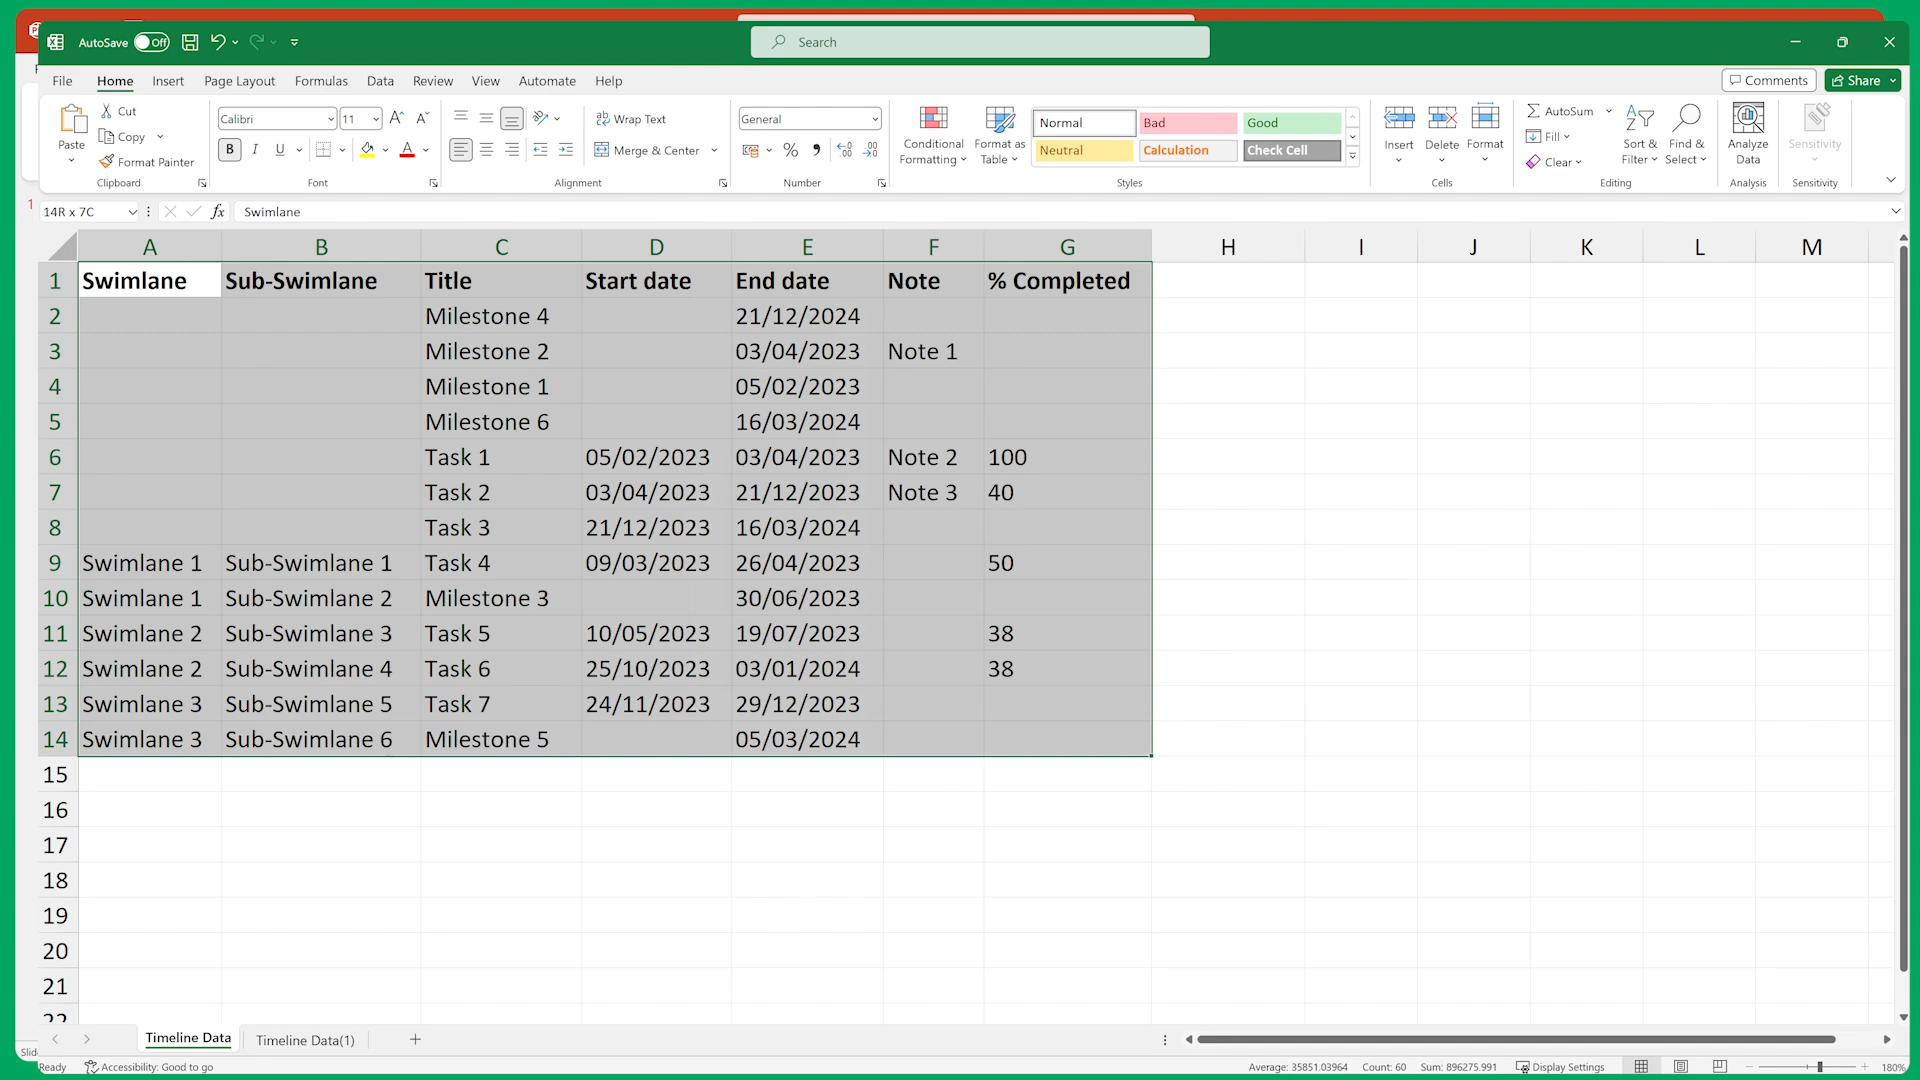 AutoSave Off
Search
File Home Insert Page Layout Formulas Data Review View Automate Help
Comments Share
Paste
Cut
Copy
Format Painter
Clipboard
Calibri 11
B I U
Font
Wrap Text
Merge & Center
Alignment
General
Number
Conditional Formatting
Format as Table
Normal Bad Good
Neutral Calculation Check Cell
Styles
Insert Delete Format
Cells
AutoSum
Fill
Clear
Sort & Filter
Find & Select
Editing
Analyze Data
Analysis
Sensitivity
Sensitivity
1
14R x 7C fx Swimlane
A B C D E F G H I J K L M
1 Swimlane Sub-Swimlane Title Start date End date Note % Completed
2 Milestone 4 21/12/2024
3 Milestone 2 03/04/2023 Note 1
4 Milestone 1 05/02/2023
5 Milestone 6 16/03/2024
6 Task 1 05/02/2023 03/04/2023 Note 2 100
7 Task 2 03/04/2023 21/12/2023 Note 3 40
8 Task 3 21/12/2023 16/03/2024
9 Swimlane 1 Sub-Swimlane 1 Task 4 09/03/2023 26/04/2023 50
10 Swimlane 1 Sub-Swimlane 2 Milestone 3 30/06/2023
11 Swimlane 2 Sub-Swimlane 3 Task 5 10/05/2023 19/07/2023 38
12 Swimlane 2 Sub-Swimlane 4 Task 6 25/10/2023 03/01/2024 38
13 Swimlane 3 Sub-Swimlane 5 Task 7 24/11/2023 29/12/2023
14 Swimlane 3 Sub-Swimlane 6 Milestone 5 05/03/2024
15
16
17
18
19
20
21
22
Timeline Data Timeline Data(1)
Slid
Ready Accessibility: Good to go Average: 35851.03964 Count: 60 Sum: 896275.991 Display Settings 180%